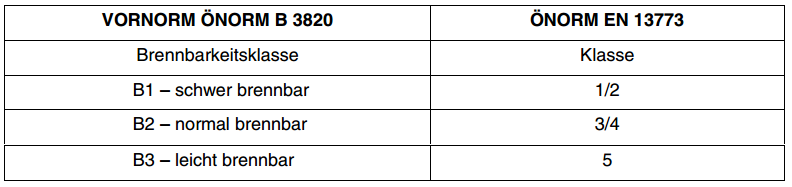 VORNORM ÖNORM B 3820 ÖNORM EN 13773
Brennbarkeitsklasse Klasse
B1 – schwer brennbar 1/2
B2 – normal brennbar 3/4
B3 – leicht brennbar 5